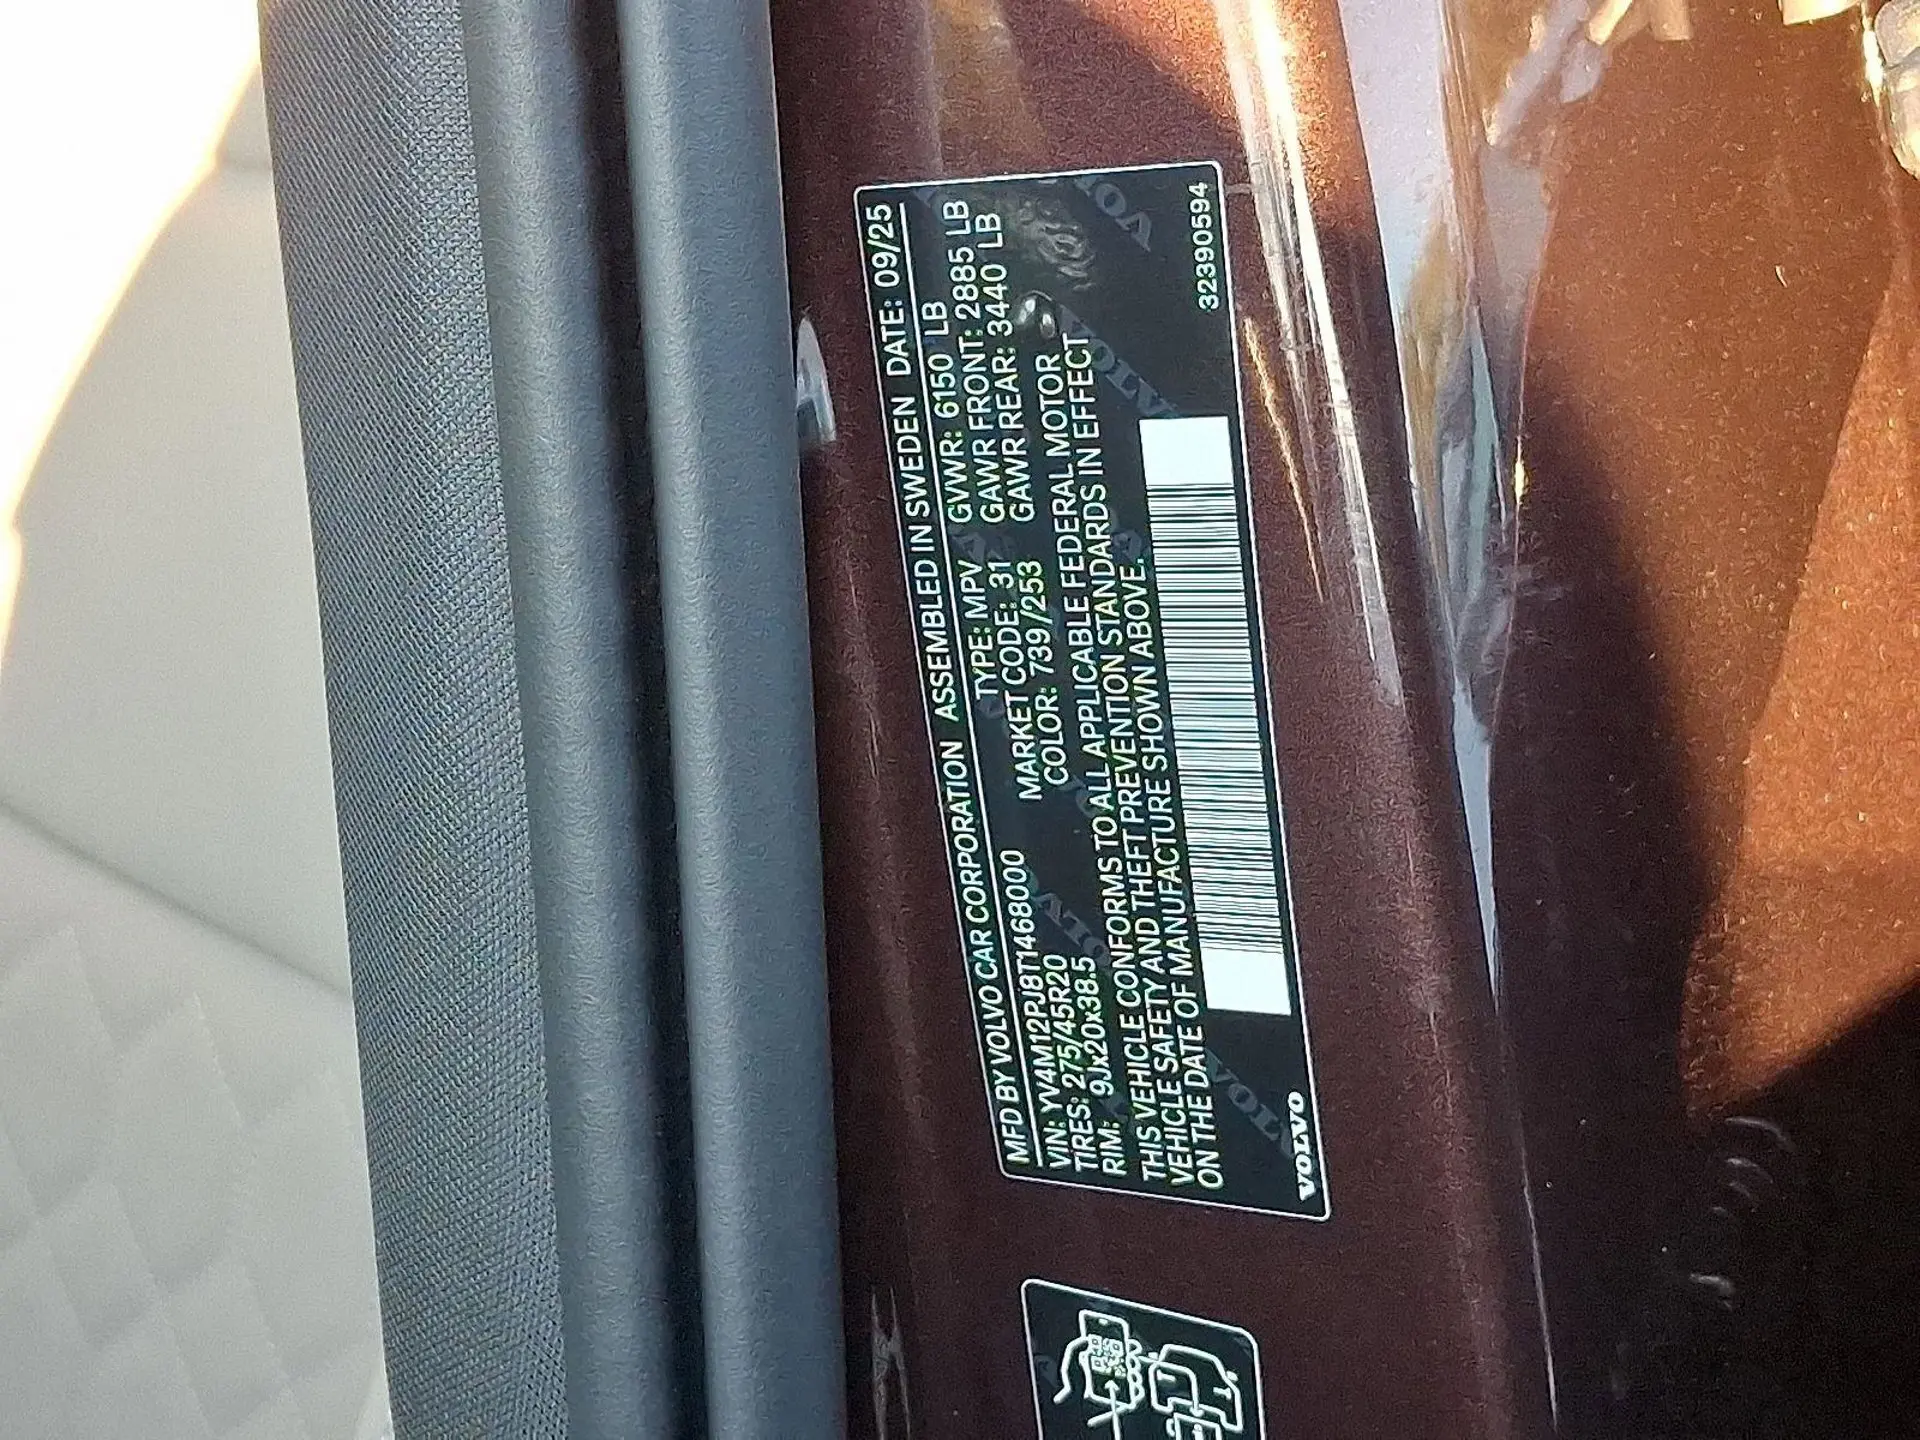 MFD BY VOLVO CAR CORPORATION ASSEMBLED IN SWEDEN DATE: 09/25
VIN: YV4M12PJ8T1468000 TYPE: MPV GVWR: 6150 LB
TIRES: 275/45R20 MARKET CODE: 31 GAWR FRONT: 2885 LB
RIM: 9Jx20x38.5 COLOR: 739/253 GAWR REAR: 3440 LB
THIS VEHICLE CONFORMS TO ALL APPLICABLE FEDERAL MOTOR
VEHICLE SAFETY AND THEFT PREVENTION STANDARDS IN EFFECT
ON THE DATE OF MANUFACTURE SHOWN ABOVE.
VOLVO 32390594